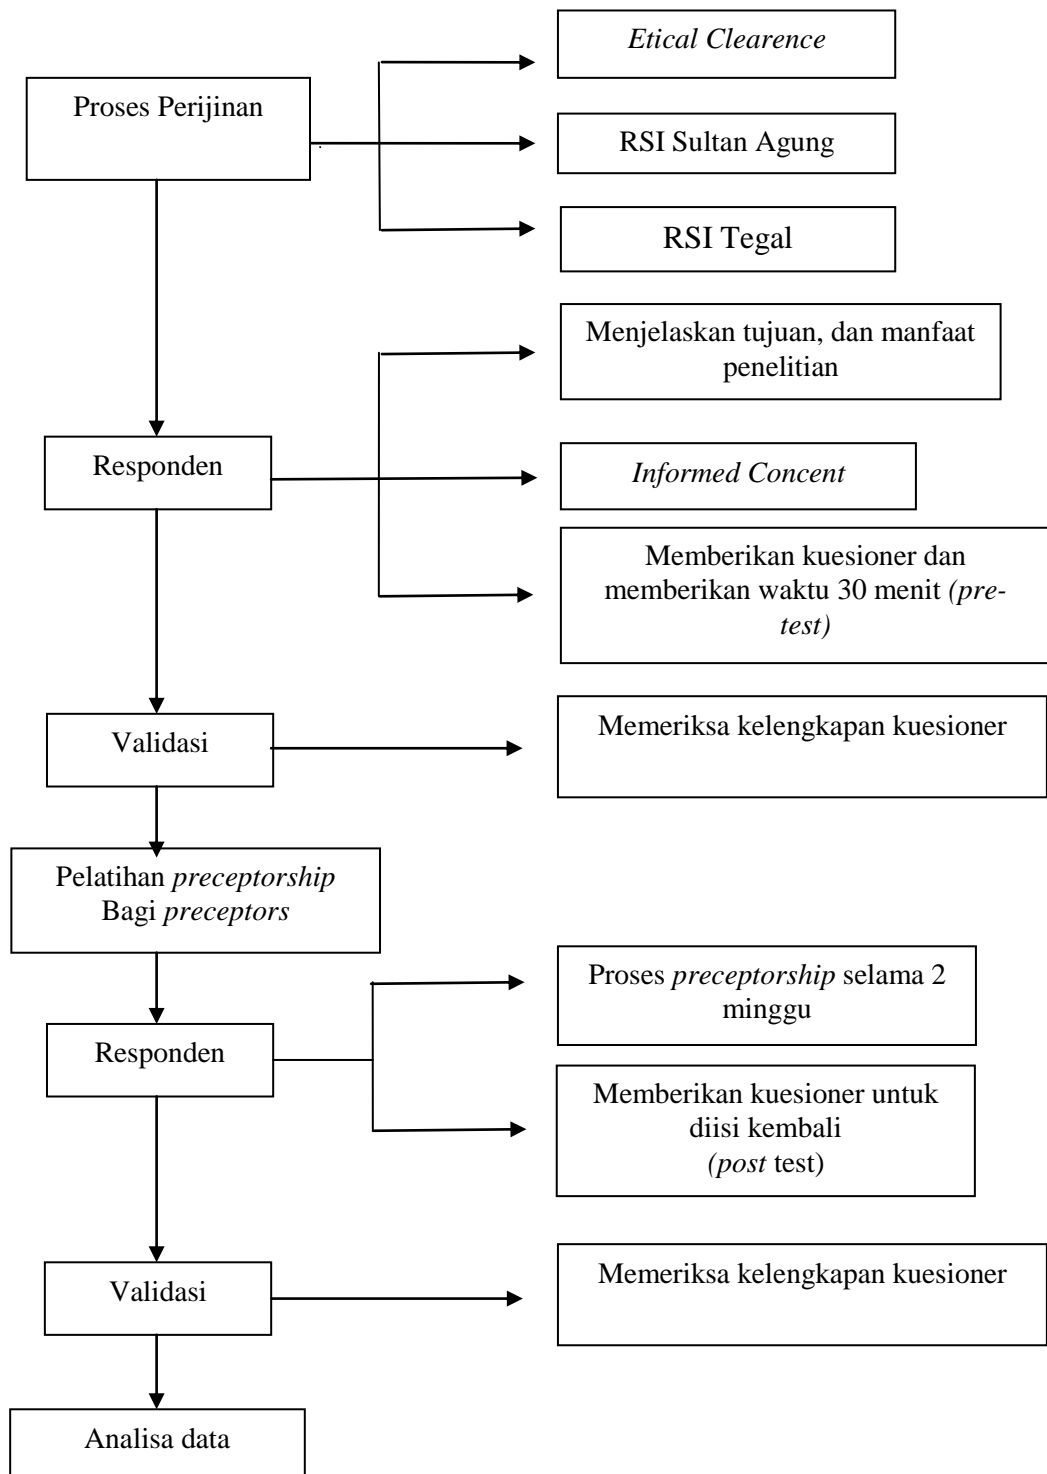 Etical Clearence
Proses Perijinan
RSI Sultan Agung
RSI Tegal
Menjelaskan tujuan, dan manfaat
penelitian
Responden
Informed Concent
Memberikan kuesioner dan
memberikan waktu 30 menit (pre-
test)
Validasi
Memeriksa kelengkapan kuesioner
Pelatihan preceptorship
Bagi preceptors
Proses preceptorship selama 2
minggu
Responden
Memberikan kuesioner untuk
diisi kembali
(post test)
Validasi
Memeriksa kelengkapan kuesioner
Analisa data